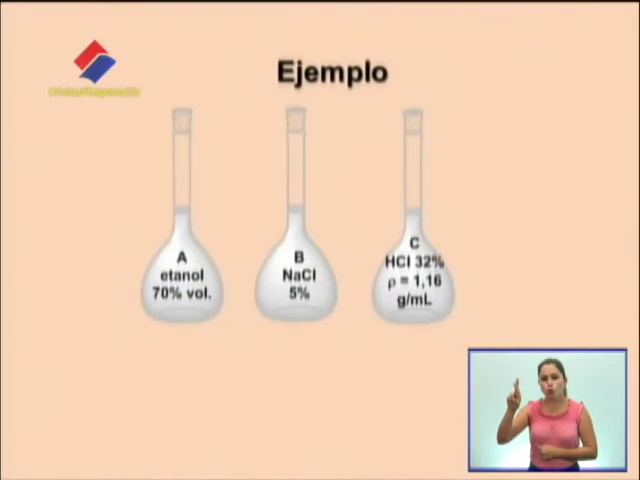 Ejemplo
A
etanol
70% vol.
B
NaCl
5%
C
HCl 32%
ρ = 1,16
g/mL